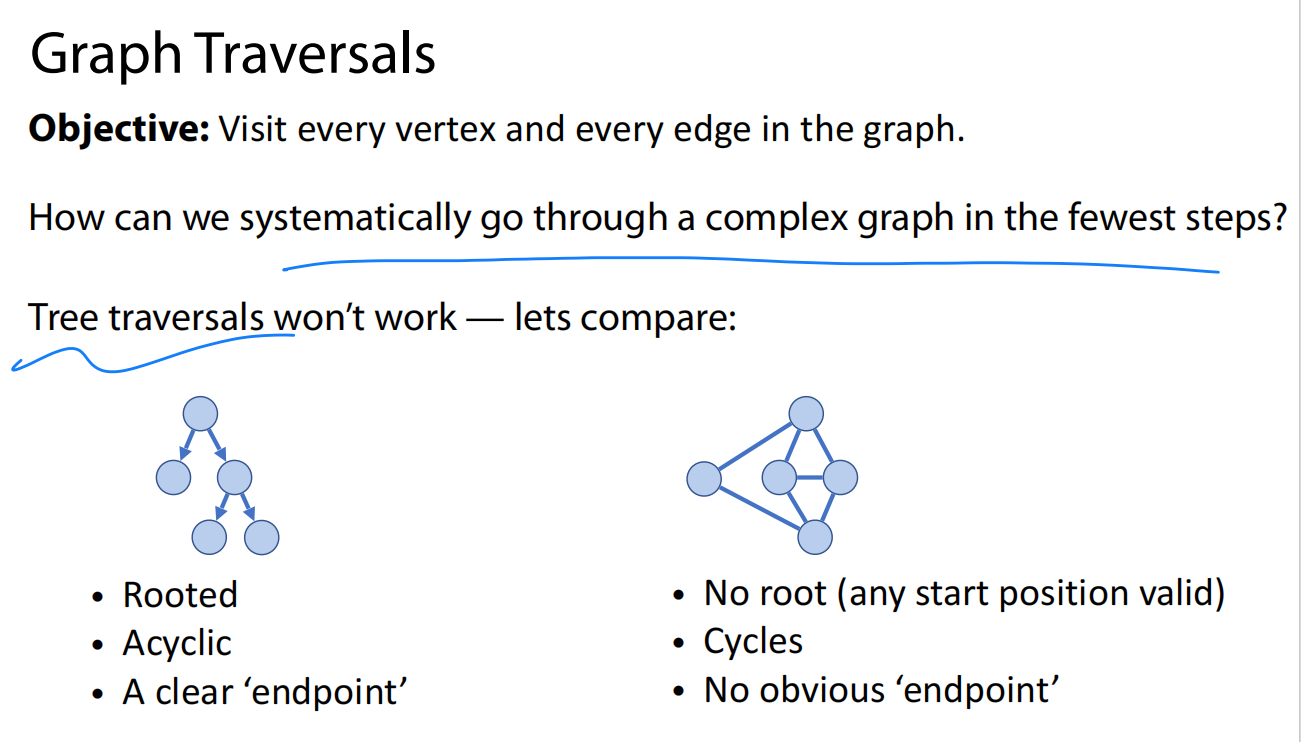 Graph Traversals
Objective: Visit every vertex and every edge in the graph.
How can we systematically go through a complex graph in the fewest steps?
Tree traversals won’t work — lets compare:
• Rooted
• Acyclic
• A clear ‘endpoint’
• No root (any start position valid)
• Cycles
• No obvious ‘endpoint’